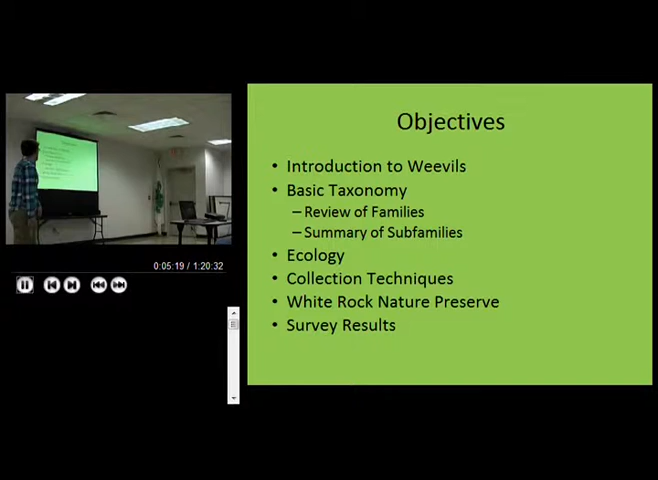 Objectives
• Introduction to Weevils
• Basic Taxonomy
– Review of Families
– Summary of Subfamilies
• Ecology
• Collection Techniques
• White Rock Nature Preserve
• Survey Results
0:05:19 / 1:20:32